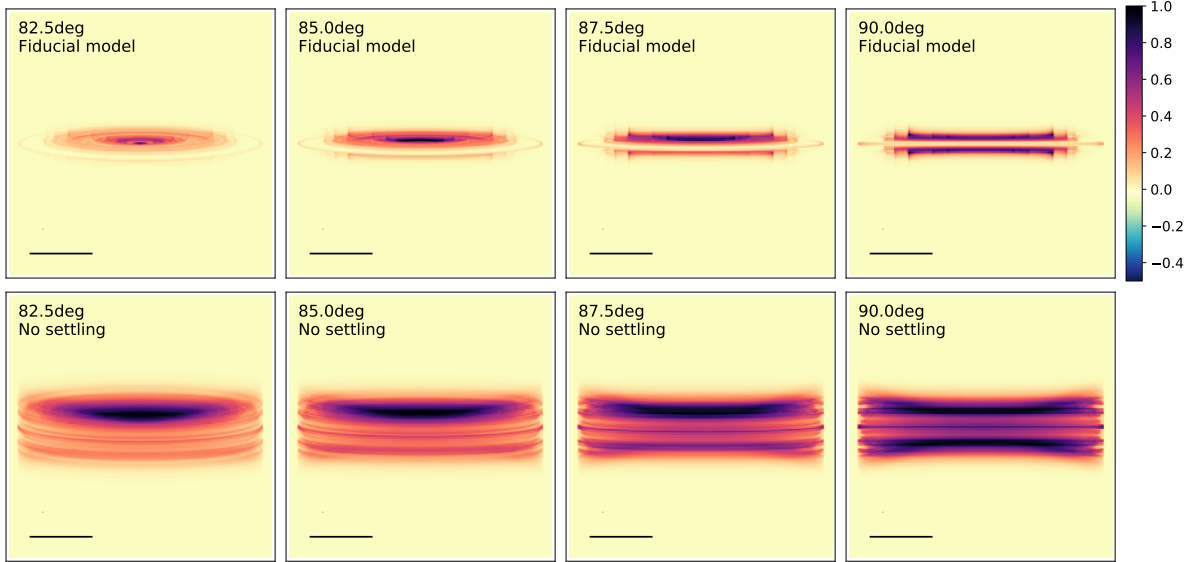 82.5deg
Fiducial model
85.0deg
Fiducial model
87.5deg
Fiducial model
90.0deg
Fiducial model
1.0
0.8
0.6
0.4
0.2
0.0
−0.2
−0.4
82.5deg
No settling
85.0deg
No settling
87.5deg
No settling
90.0deg
No settling